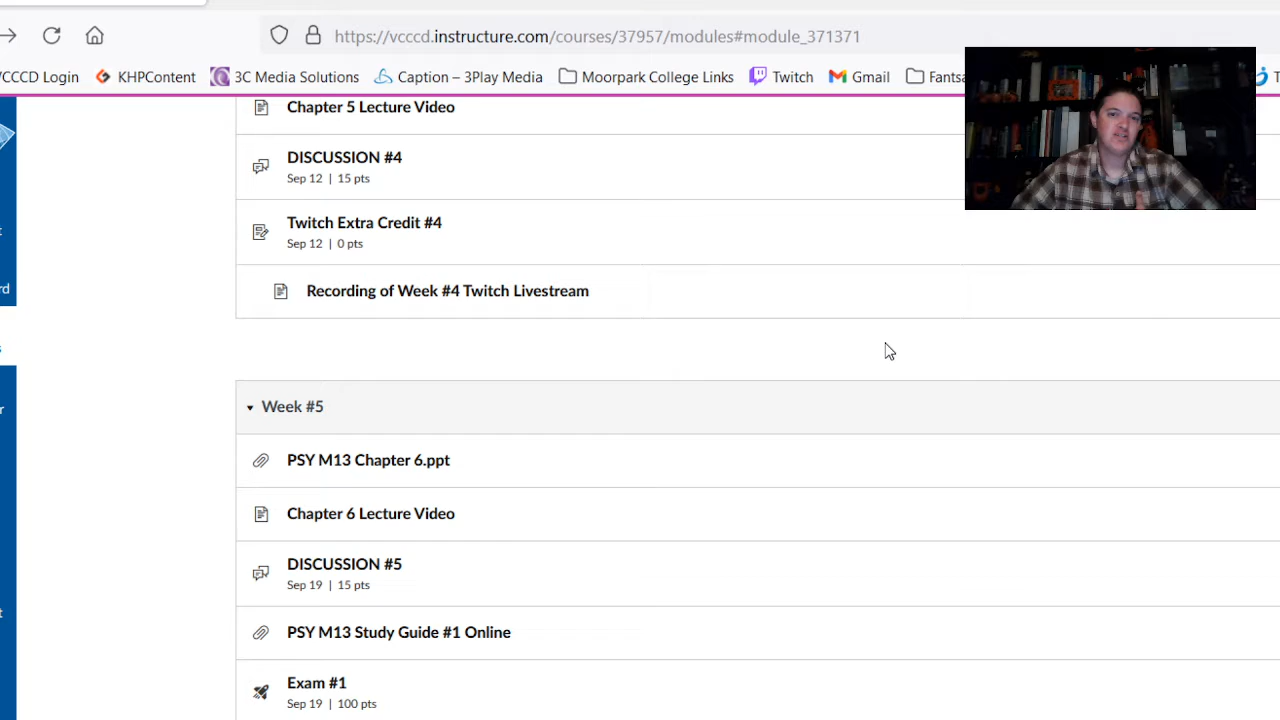 https://vcccd.instructure.com/courses/37957/modules#module_371371
VCCCD Login KHPContent 3C Media Solutions Caption – 3Play Media Moorpark College Links Twitch Gmail Fantas T
Chapter 5 Lecture Video
DISCUSSION #4
Sep 12 | 15 pts
Twitch Extra Credit #4
Sep 12 | 0 pts
Recording of Week #4 Twitch Livestream
Week #5
PSY M13 Chapter 6.ppt
Chapter 6 Lecture Video
DISCUSSION #5
Sep 19 | 15 pts
PSY M13 Study Guide #1 Online
Exam #1
Sep 19 | 100 pts